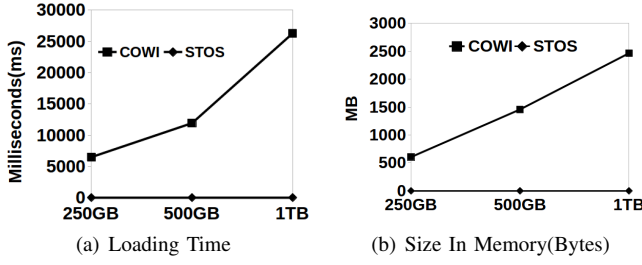 30000
25000
20000
15000
10000
5000
0
Milliseconds(ms)
COWI STOS
250GB 500GB 1TB
(a) Loading Time
3000
2500
2000
1500
1000
500
0
MB
COWI STOS
250GB 500GB 1TB
(b) Size In Memory(Bytes)